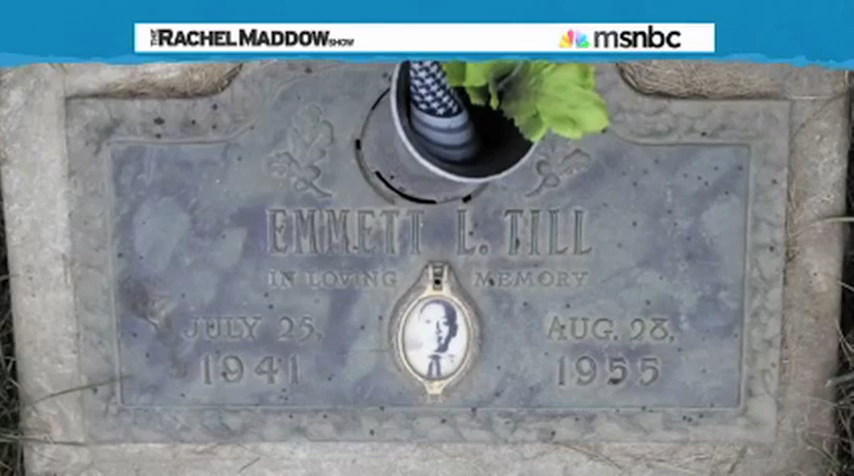 THE RACHEL MADDOW SHOW
msnbc
EMMETT L. TILL
IN LOVING MEMORY
JULY 25, AUG. 28,
1941 1955